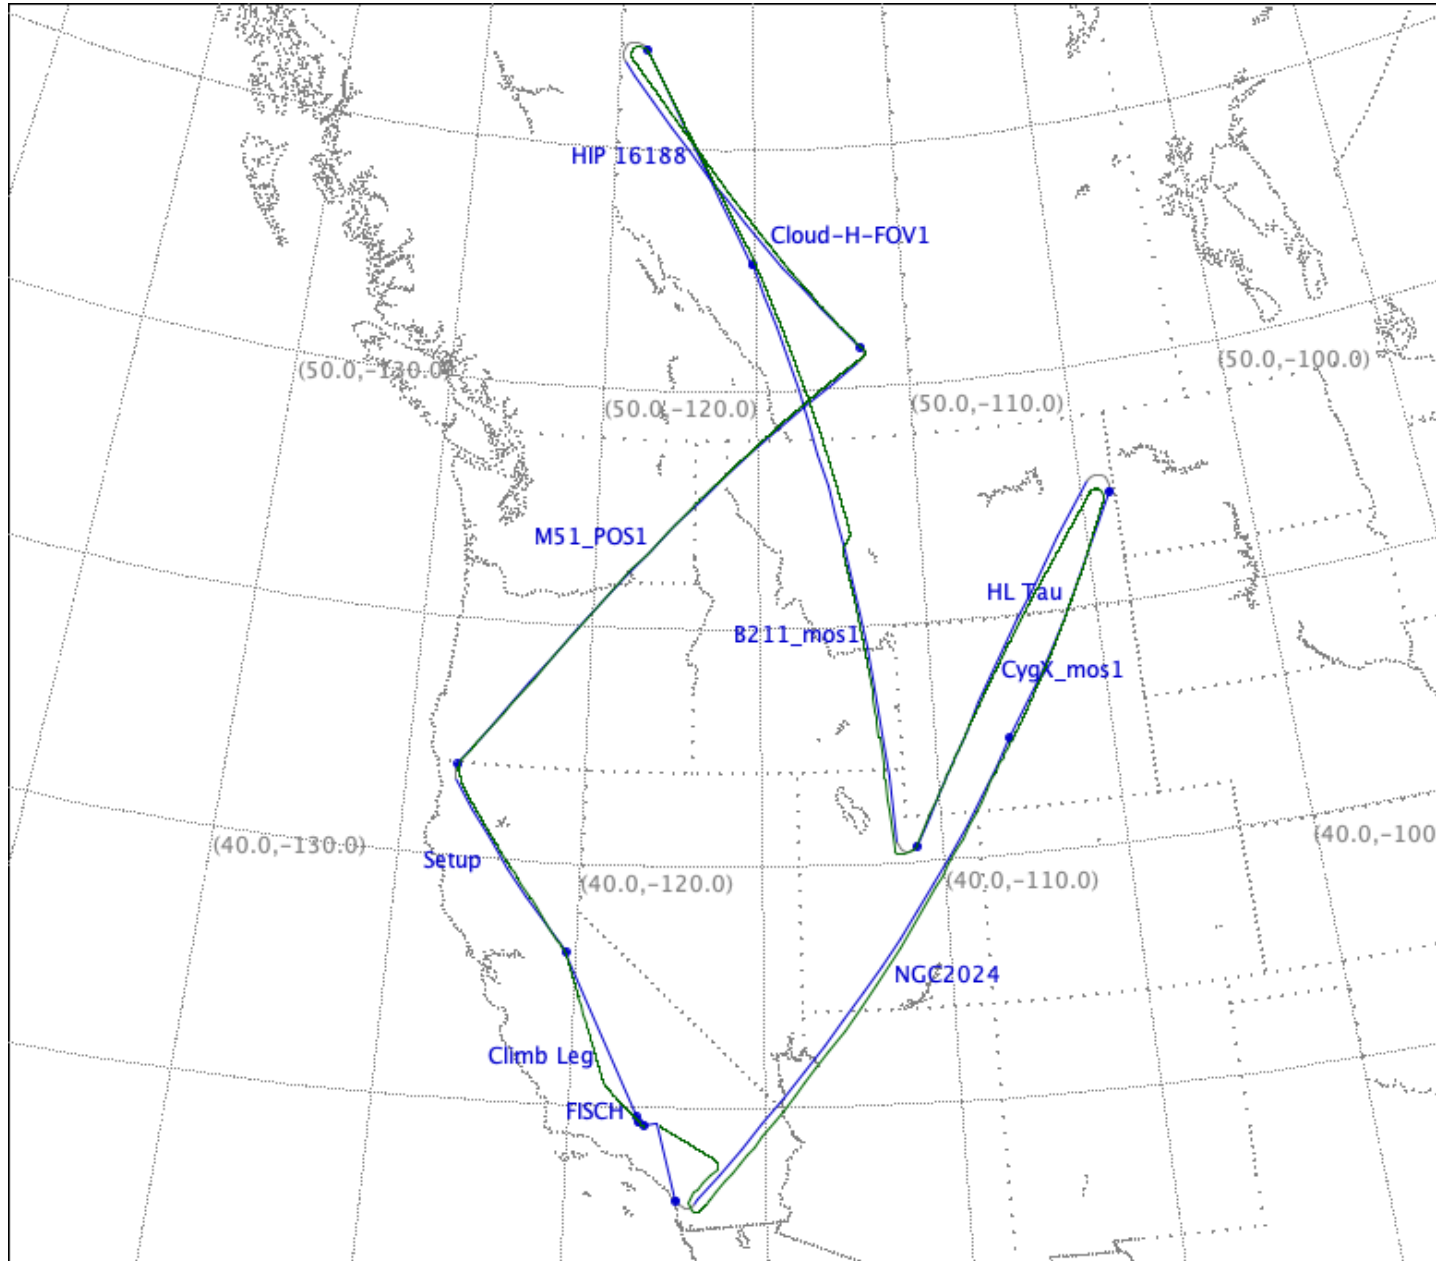 HIP 16188
Cloud-H-FOV1
(50.0,-130.0)
(50.0,-100.0)
(50.0,-120.0)
(50.0,-110.0)
M51_POS1
HL Tau
B211_mos1
CygX_mos1
(40.0,-130.0)
(40.0,-100
Setup
(40.0,-120.0)
(40.0,-110.0)
NGC2024
Climb Leg
FISCH